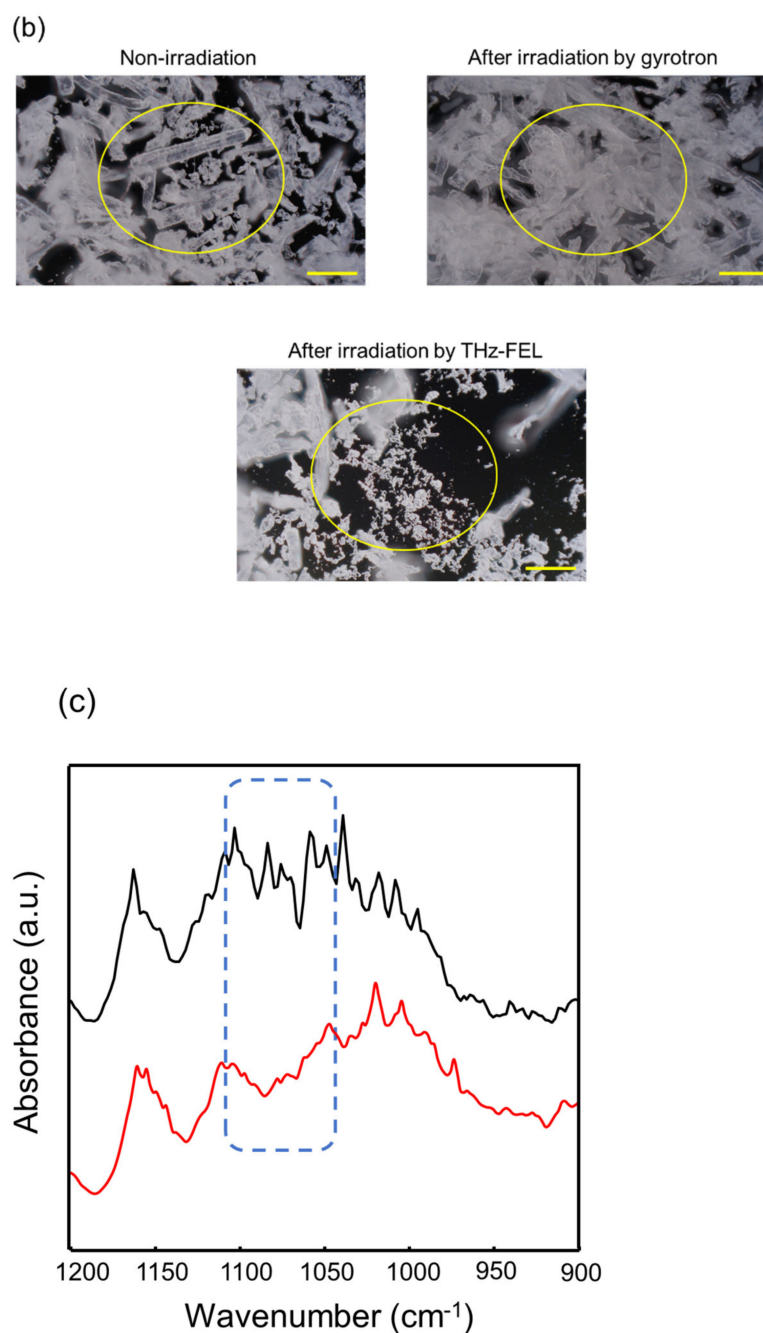 (b)
Non-irradiation
After irradiation by gyrotron
After irradiation by THz-FEL
(c)
Absorbance (a.u.)
1200 1150 1100 1050 1000 950 900
Wavenumber (cm⁻¹)